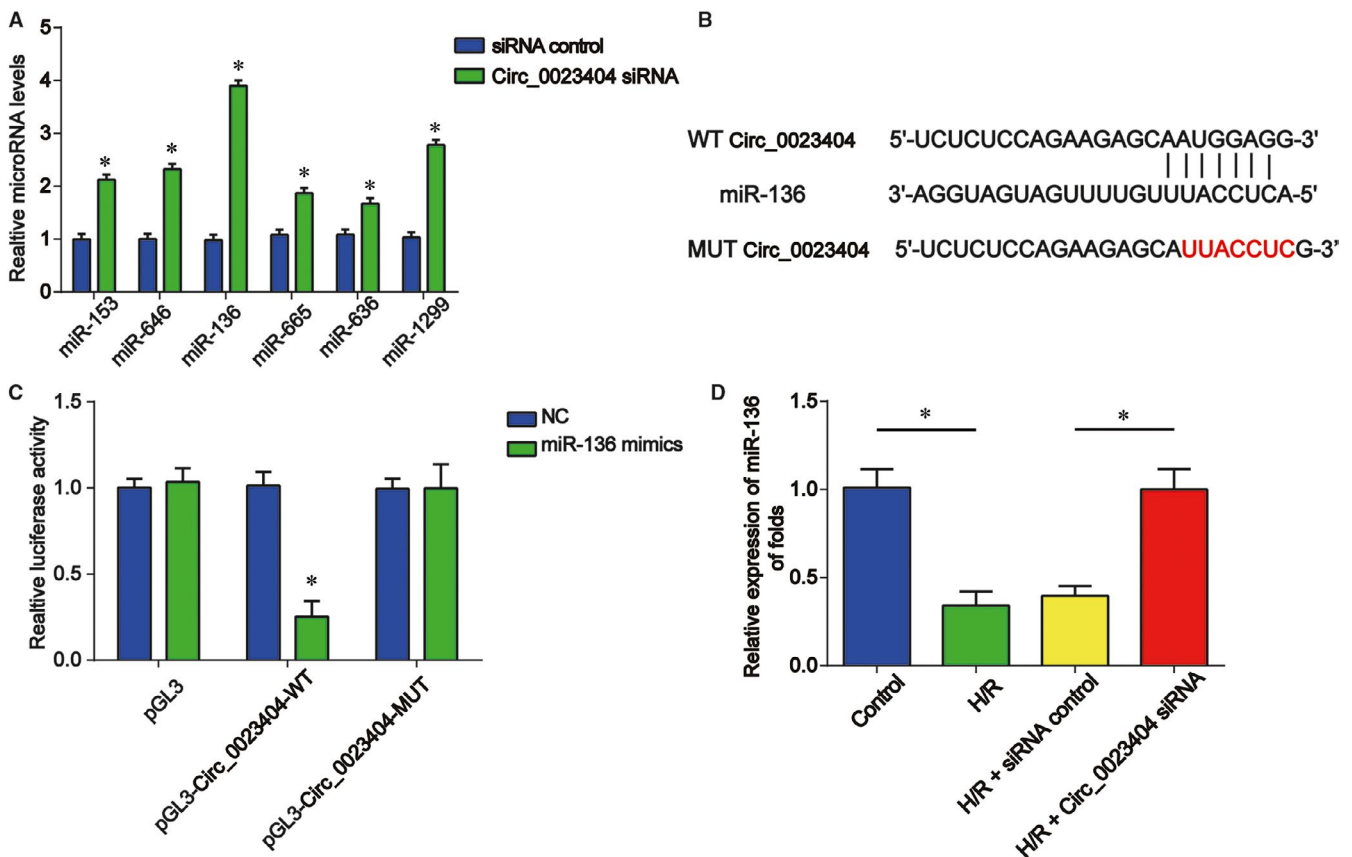 A
Realtive microRNA levels
5
4
3
2
1
0
*
*
*
*
*
*
miR-153
miR-646
miR-136
miR-665
miR-636
miR-1299
siRNA control
Circ_0023404 siRNA
B
WT Circ_0023404 5'-UCUCUCCAGAAGAGCAAUGGAGG-3'
miR-136 3'-AGGUAGUAGUUUUGUUUACCUCA-5'
MUT Circ_0023404 5'-UCUCUCCAGAAGAGCAUUACCUCG-3'
C
Realtive luciferase activity
1.5
1.0
0.5
0.0
*
pGL3
pGL3-Circ_0023404-WT
pGL3-Circ_0023404-MUT
NC
miR-136 mimics
D
Relative expression of miR-136
of folds
1.5
1.0
0.5
0.0
*
*
Control
H/R
H/R + siRNA control
H/R + Circ_0023404 siRNA